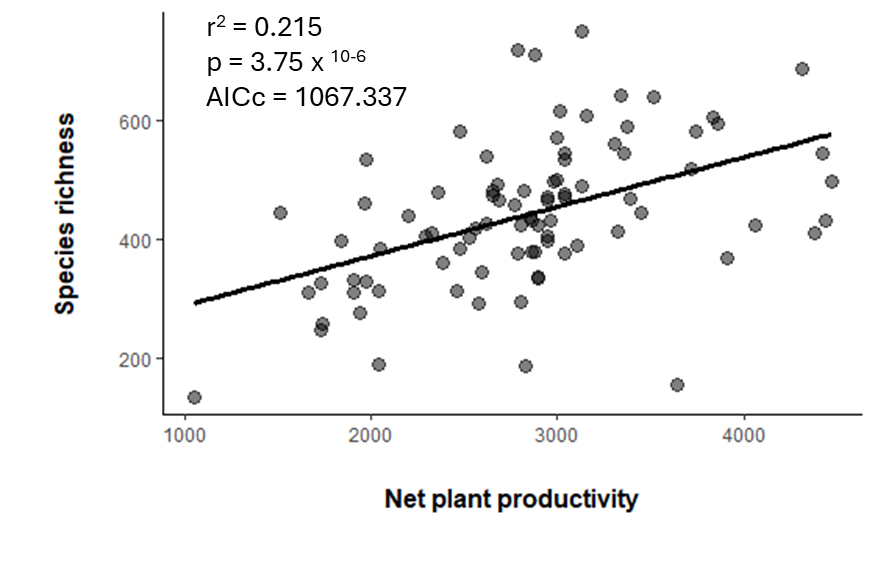 r² = 0.215
p = 3.75 x ¹⁰⁻⁶
AICc = 1067.337
600
400
200
Species richness
1000 2000 3000 4000
Net plant productivity